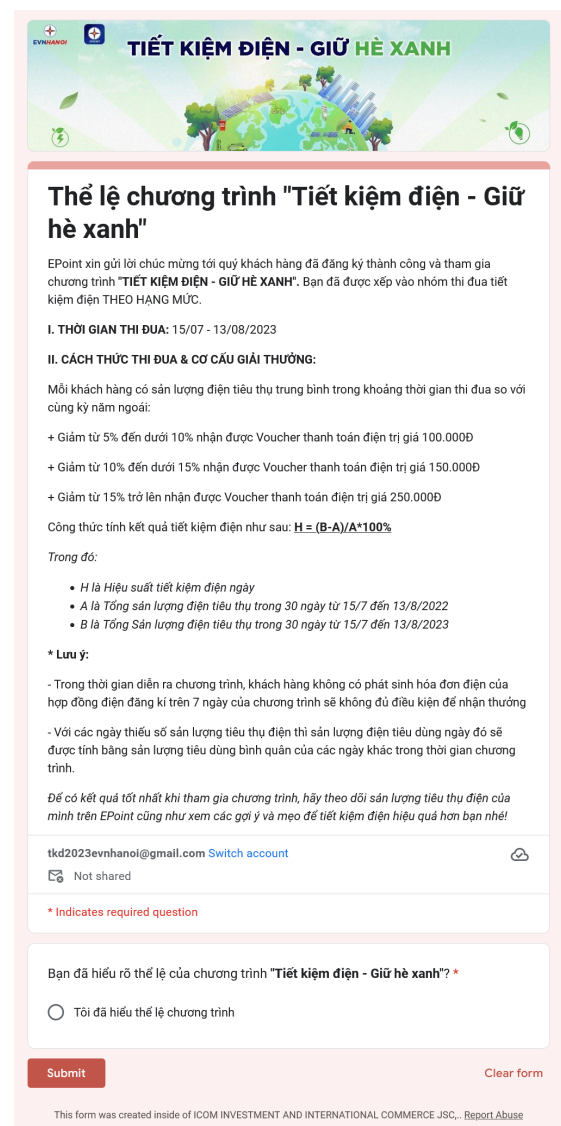 EVNHANOI
TIẾT KIỆM ĐIỆN - GIỮ HÈ XANH
Thể lệ chương trình "Tiết kiệm điện - Giữ
hè xanh"
EPoint xin gửi lời chúc mừng tới quý khách hàng đã đăng ký thành công và tham gia
chương trình "TIẾT KIỆM ĐIỆN - GIỮ HÈ XANH". Bạn đã được xếp vào nhóm thi đua tiết
kiệm điện THEO HẠNG MỨC.
I. THỜI GIAN THI ĐUA: 15/07 - 13/08/2023
II. CÁCH THỨC THI ĐUA & CƠ CẤU GIẢI THƯỞNG:
Mỗi khách hàng có sản lượng điện tiêu thụ trung bình trong khoảng thời gian thi đua so với
cùng kỳ năm ngoái:
+ Giảm từ 5% đến dưới 10% nhận được Voucher thanh toán điện trị giá 100.000Đ
+ Giảm từ 10% đến dưới 15% nhận được Voucher thanh toán điện trị giá 150.000Đ
+ Giảm từ 15% trở lên nhận được Voucher thanh toán điện trị giá 250.000Đ
Công thức tính kết quả tiết kiệm điện như sau: H = (B-A)/A*100%
Trong đó:
• H là Hiệu suất tiết kiệm điện ngày
• A là Tổng sản lượng điện tiêu thụ trong 30 ngày từ 15/7 đến 13/8/2022
• B là Tổng Sản lượng điện tiêu thụ trong 30 ngày từ 15/7 đến 13/8/2023
* Lưu ý:
- Trong thời gian diễn ra chương trình, khách hàng không có phát sinh hóa đơn điện của
hợp đồng điện đăng kí trên 7 ngày của chương trình sẽ không đủ điều kiện để nhận thưởng
- Với các ngày thiếu số sản lượng tiêu thụ điện thì sản lượng điện tiêu dùng ngày đó sẽ
được tính bằng sản lượng tiêu dùng bình quân của các ngày khác trong thời gian chương
trình.
Để có kết quả tốt nhất khi tham gia chương trình, hãy theo dõi sản lượng tiêu thụ điện của
mình trên EPoint cũng như xem các gợi ý và mẹo để tiết kiệm điện hiệu quả hơn bạn nhé!
tkd2023evnhanoi@gmail.com Switch account
Not shared
* Indicates required question
Bạn đã hiểu rõ thể lệ của chương trình "Tiết kiệm điện - Giữ hè xanh"? *
Tôi đã hiểu thể lệ chương trình
Submit
Clear form
This form was created inside of ICOM INVESTMENT AND INTERNATIONAL COMMERCE JSC,.. Report Abuse